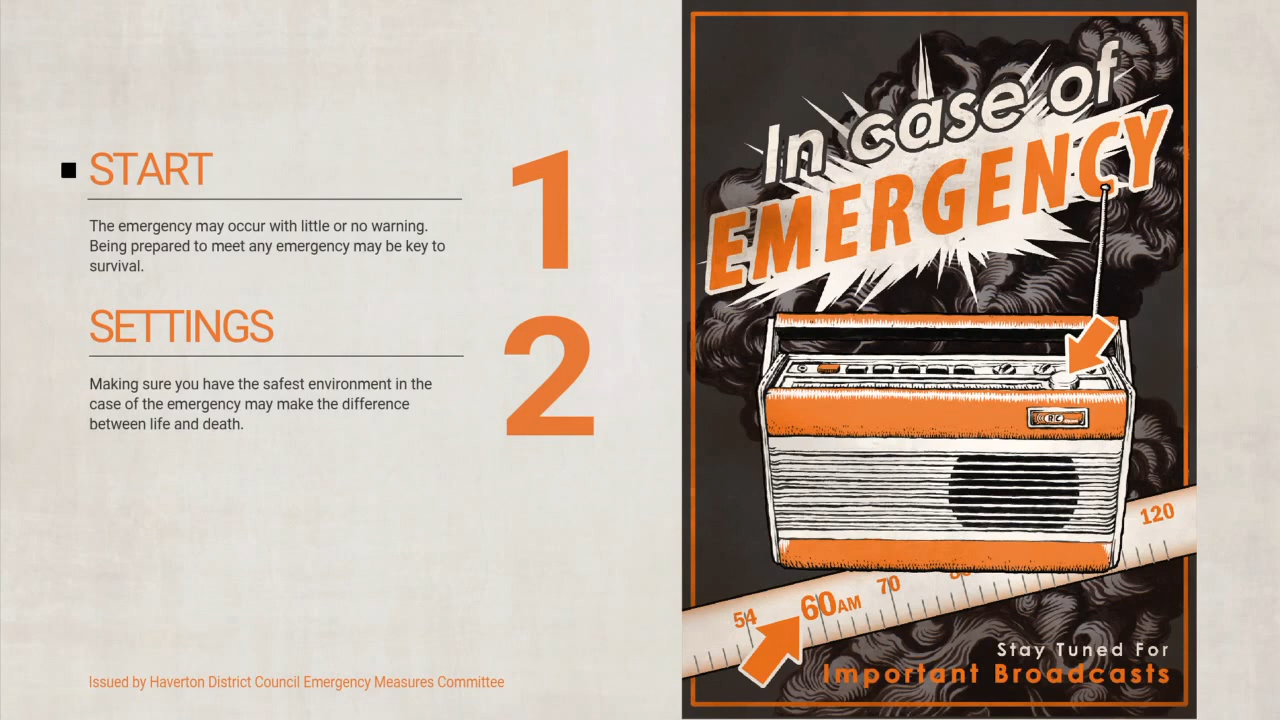 START
1
The emergency may occur with little or no warning.
Being prepared to meet any emergency may be key to
survival.
SETTINGS
2
Making sure you have the safest environment in the
case of the emergency may make the difference
between life and death.
Issued by Haverton District Council Emergency Measures Committee
In case of
EMERGENCY
120
54 60AM 70
Stay Tuned For
Important Broadcasts